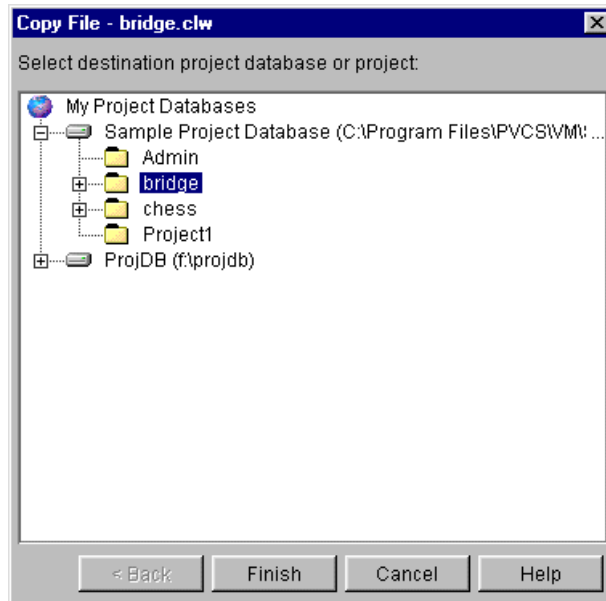 Copy File - bridge.clw
Select destination project database or project:
My Project Databases
Sample Project Database (C:\Program Files\PVCS\VM\: ...
Admin
bridge
chess
Project1
ProjDB (f:\projdb)
< Back Finish Cancel Help